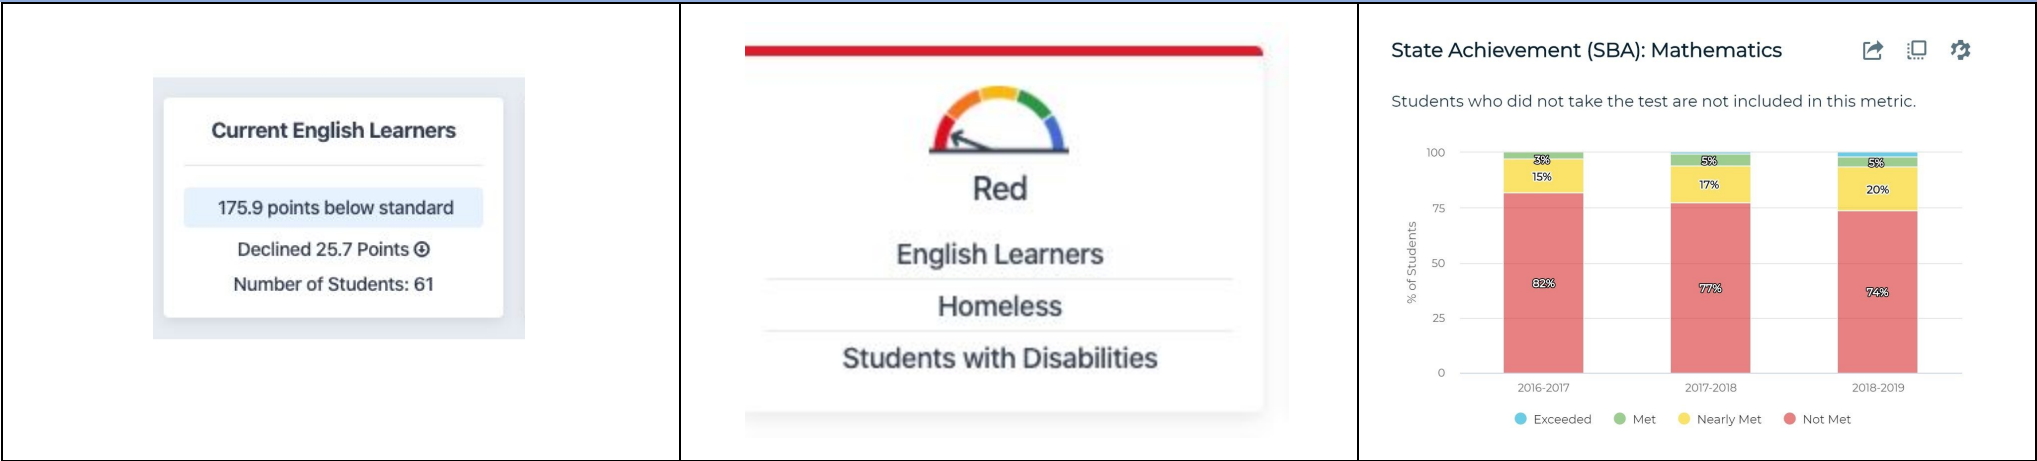 Current English Learners
175.9 points below standard
Declined 25.7 Points
Number of Students: 61
Red
English Learners
Homeless
Students with Disabilities
State Achievement (SBA): Mathematics
Students who did not take the test are not included in this metric.
% of Students
100
75
50
25
0
3%
15%
82%
5%
17%
77%
5%
20%
74%
2016-2017
2017-2018
2018-2019
Exceeded
Met
Nearly Met
Not Met